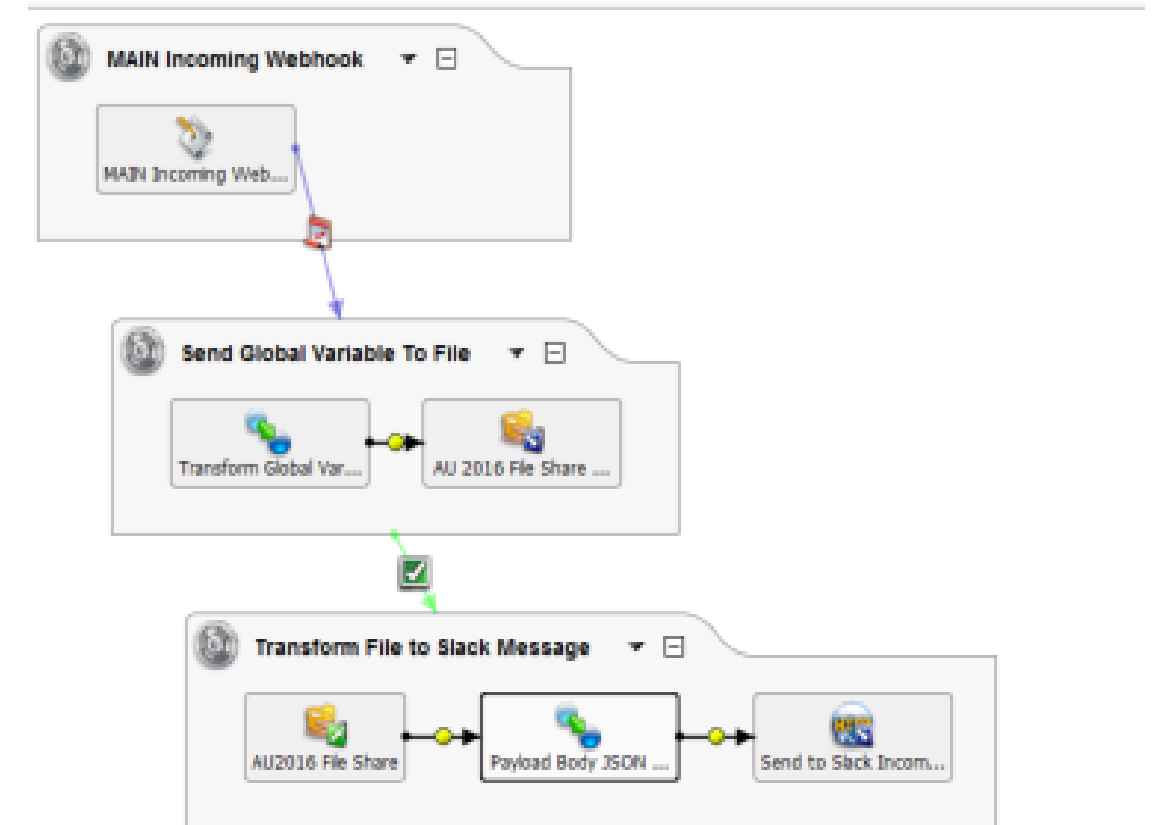 MAIN Incoming Webhook
MAIN Incoming Web...
Send Global Variable To File
Transform Global Var...
AU 2016 File Share ...
Transform File to Slack Message
AU2016 File Share
Payload Body JSON ...
HTTP
Send to Slack Incom...